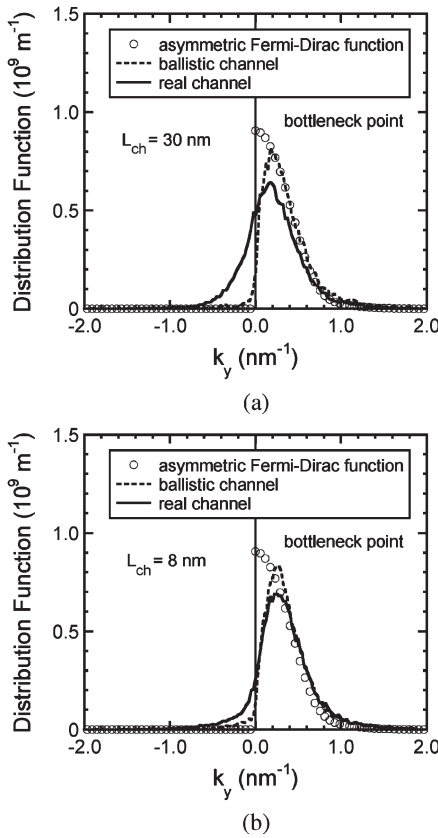 (a)
1.5
asymmetric Fermi-Dirac function
ballistic channel
real channel
bottleneck point
L_ch = 30 nm
1.0
0.5
0
-2.0 -1.0 0.0 1.0 2.0
Distribution Function (10⁹ m⁻¹)
k_y (nm⁻¹)
(a)
1.5
asymmetric Fermi-Dirac function
ballistic channel
real channel
bottleneck point
L_ch = 8 nm
1.0
0.5
0
-2.0 -1.0 0.0 1.0 2.0
Distribution Function (10⁹ m⁻¹)
k_y (nm⁻¹)
(b)